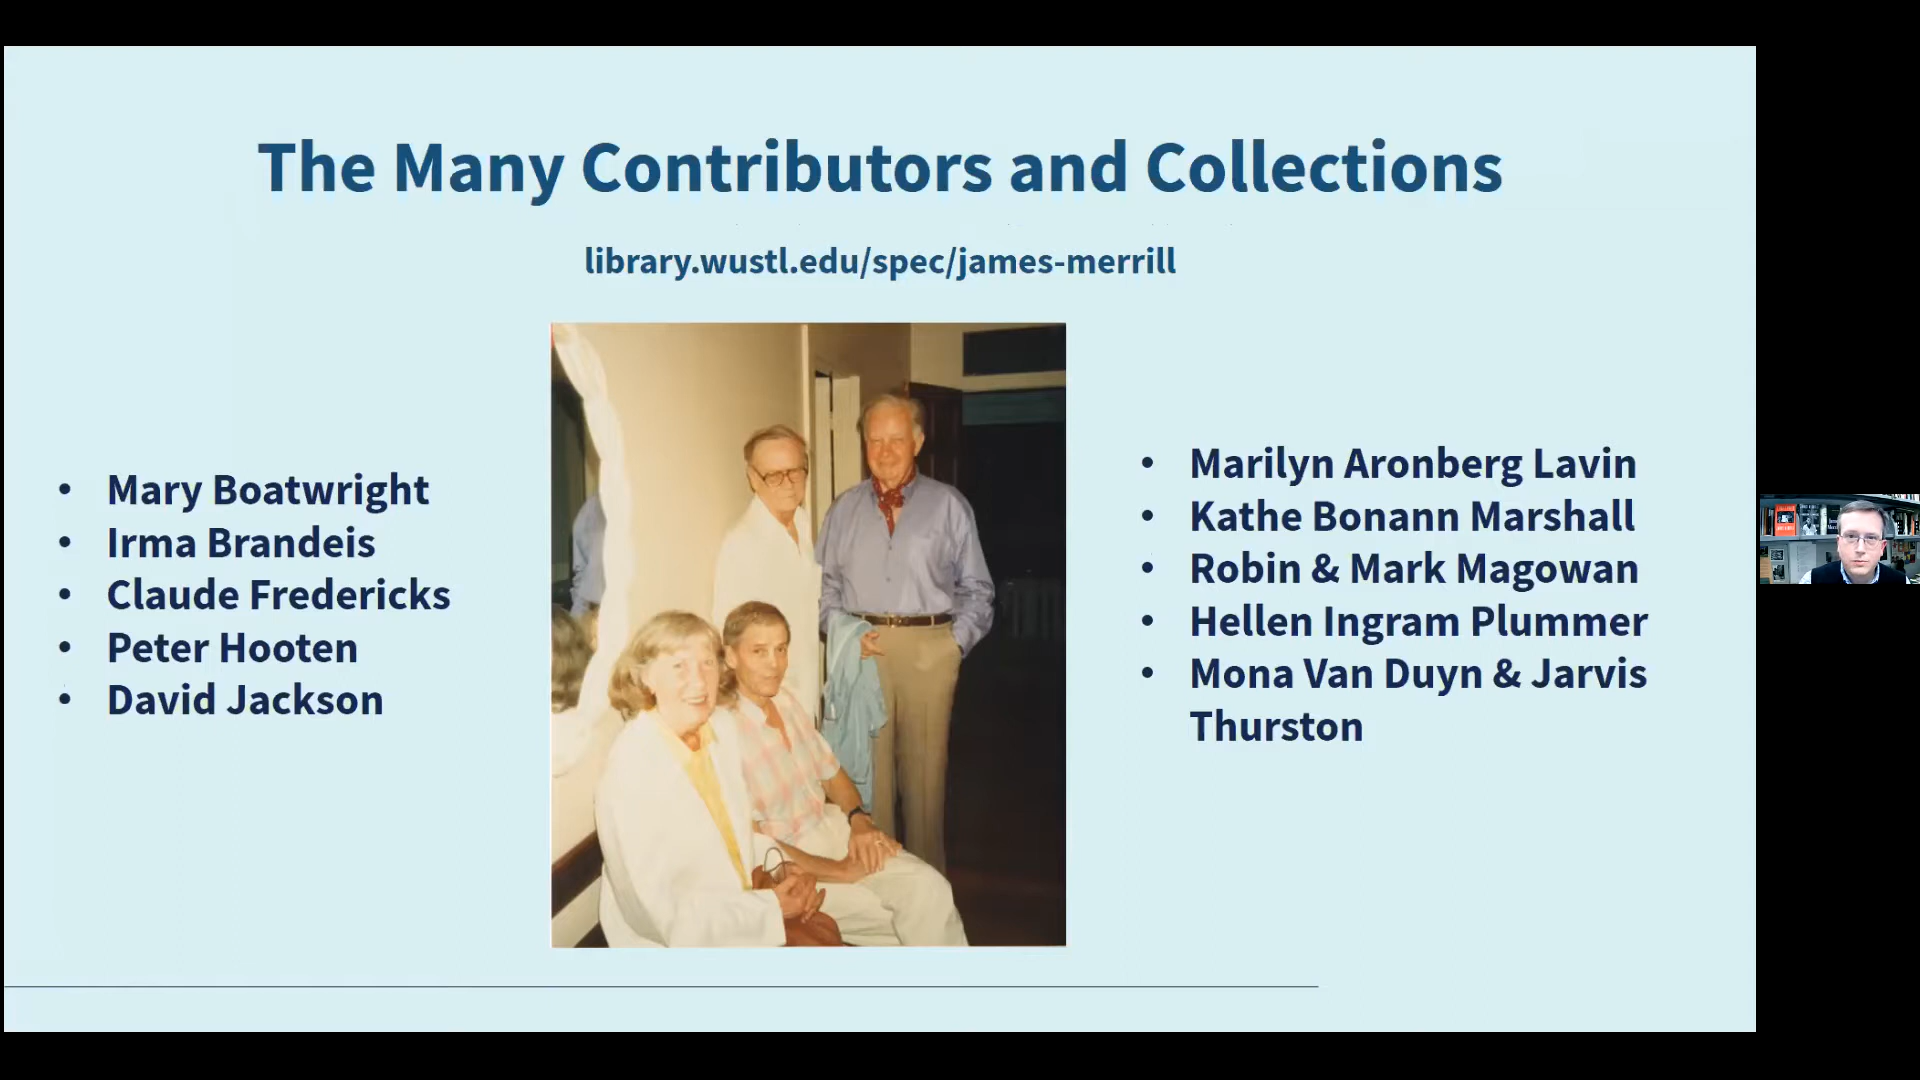 The Many Contributors and Collections
library.wustl.edu/spec/james-merrill
• Mary Boatwright
• Irma Brandeis
• Claude Fredericks
• Peter Hooten
• David Jackson
• Marilyn Aronberg Lavin
• Kathe Bonann Marshall
• Robin & Mark Magowan
• Hellen Ingram Plummer
• Mona Van Duyn & Jarvis
Thurston